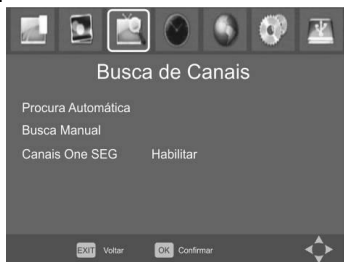 Busca de Canais
Procura Automática
Busca Manual
Canais One SEG Habilitar
EXIT Voltar OK Confirmar